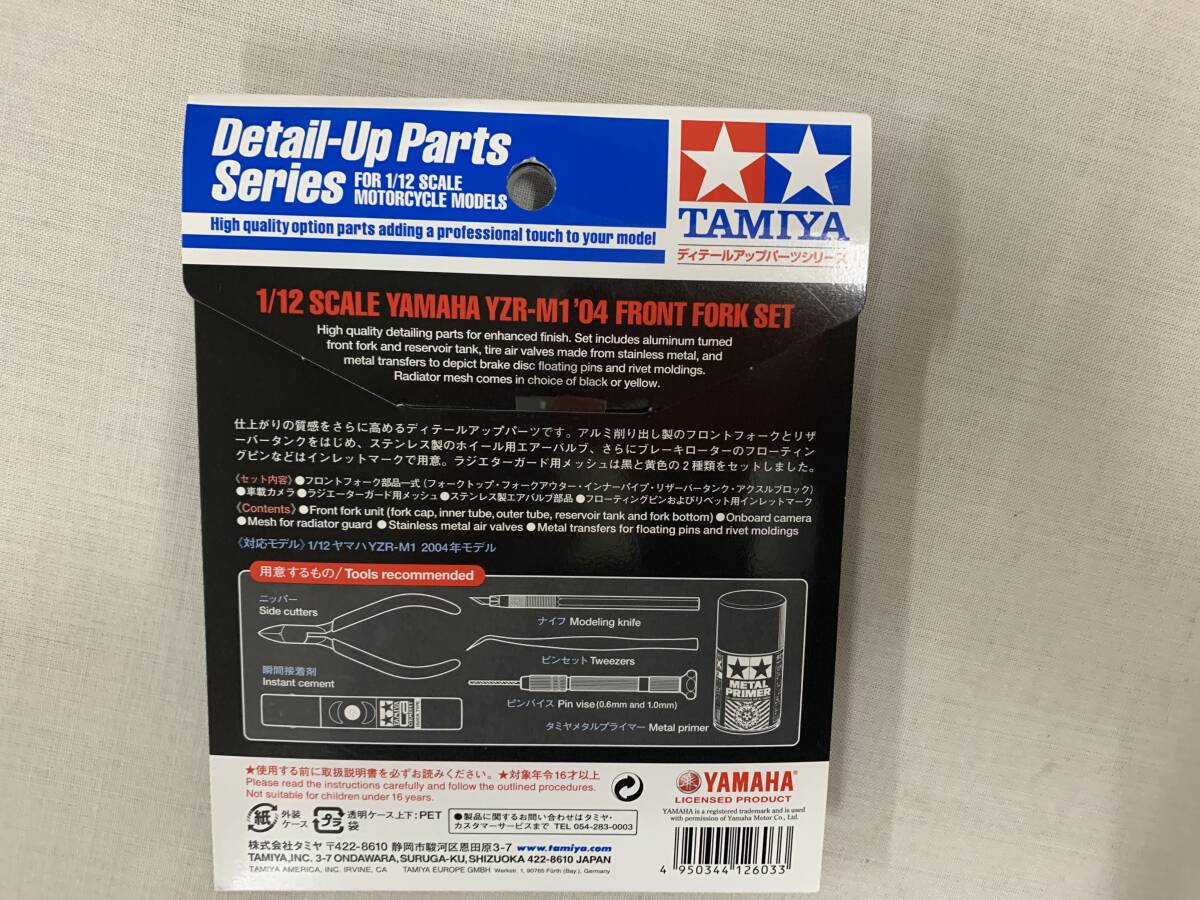 Detail-Up Parts
Series FOR 1/12 SCALE
MOTORCYCLE MODELS
High quality option parts adding a professional touch to your model
TAMIYA
ディテールアップパーツシリーズ
1/12 SCALE YAMAHA YZR-M1 '04 FRONT FORK SET
High quality detailing parts for enhanced finish. Set includes aluminum turned
front fork and reservoir tank, tire air valves made from stainless metal, and
metal transfers to depict brake disc floating pins and rivet moldings.
Radiator mesh comes in choice of black or yellow.
仕上がりの質感をさらに高めるディテールアップパーツです。アルミ削り出し製のフロントフォークとリザ
ーバータンクをはじめ、ステンレス製のホイール用エアーバルブ、さらにブレーキローターのフローティン
グピンなどはインレットマークで用意。ラジエターガード用メッシュは黒と黄色の2種類をセットしました。
《セット内容》●フロントフォーク部品一式(フォークトップ・フォークアウター・インナーパイプ・リザーバータンク・アクスルブロック)
●車載カメラ●ラジエーターガード用メッシュ●ステンレス製エアバルブ部品 ●フローティングピンおよびリベット用インレットマーク
《Contents》●Front fork unit (fork cap, inner tube, outer tube, reservoir tank and fork bottom) ●Onboard camera
●Mesh for radiator guard ●Stainless metal air valves ●Metal transfers for floating pins and rivet moldings
《対応モデル》1/12 ヤマハ YZR-M1 2004年モデル
用意するもの/Tools recommended
ニッパー
Side cutters
ナイフ Modeling knife
ピンセット Tweezers
瞬間接着剤
Instant cement
ピンバイス Pin vise (0.6mm and 1.0mm)
タミヤメタルプライマー Metal primer
METAL
PRIMER
TAMIYA
★使用する前に取扱説明書を必ずお読みください。★対象年令16才以上
Please read the instructions carefully and follow the outlined procedures.
Not suitable for children under 16 years.
紙 外装
ケース
プラ 透明ケース上下:PET
袋
●製品に関するお問い合わせはタミヤ・
カスタマーサービスまで TEL 054-283-0003
株式会社タミヤ 〒422-8610 静岡市駿河区恩田原3-7 www.tamiya.com
TAMIYA,INC. 3-7 ONDAWARA, SURUGA-KU, SHIZUOKA 422-8610 JAPAN
TAMIYA AMERICA, INC. IRVINE, CA TAMIYA EUROPE GMBH Werkstr. 1, 90765 Fürth (Bay.), Germany
YAMAHA
LICENSED PRODUCT
YAMAHA is a registered trademark and is used
with permission of Yamaha Motor Co., Ltd.
4 950344 126033